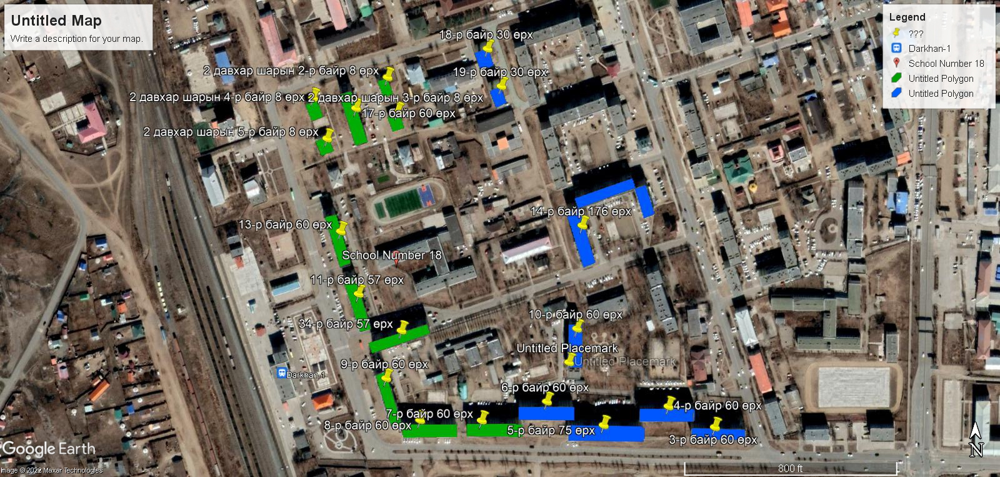 Untitled Map
Write a description for your map.
Legend
???
Darkhan-1
School Number 18
Untitled Polygon
Untitled Polygon
18-р байр 30 өрх
2 давхар шарын 2-р байр 8 өрх
19-р байр 30 өрх
2 давхар шарын 4-р байр 8 өрх
2 давхар шарын 3-р байр 8 өрх
17-р байр 60 өрх
2 давхар шарын 5-р байр 8 өрх
14-р байр 176 өрх
13-р байр 60 өрх
School Number 18
11-р байр 57 өрх
10-р байр 60 өрх
34-р байр 57 өрх
Untitled Placemark
Untitled Placemark
9-р байр 60 өрх
Darkhan-1
6-р байр 60 өрх
4-р байр 60 өрх
7-р байр 60 өрх
8-р байр 60 өрх
5-р байр 75 өрх
3-р байр 60 өрх
N
Google Earth
Image © 2022 Maxar Technologies
800 ft